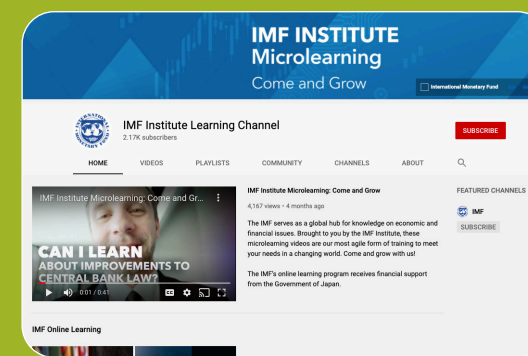 IMF INSTITUTE
Microlearning
Come and Grow
International Monetary Fund
IMF Institute Learning Channel
2.17K subscribers
SUBSCRIBE
HOME VIDEOS PLAYLISTS COMMUNITY CHANNELS ABOUT
IMF Institute Microlearning: Come and Gr...
CAN I LEARN
ABOUT IMPROVEMENTS TO
CENTRAL BANK LAW?
0:01 / 0:41
CC
IMF Institute Microlearning: Come and Grow
4,167 views • 4 months ago
The IMF serves as a global hub for knowledge on economic and
financial issues. Brought to you by the IMF Institute, these
microlearning videos are our most agile form of training to meet
your needs in a changing world. Come and grow with us!
The IMF's online learning program receives financial support
from the Government of Japan.
FEATURED CHANNELS
IMF
SUBSCRIBE
IMF Online Learning